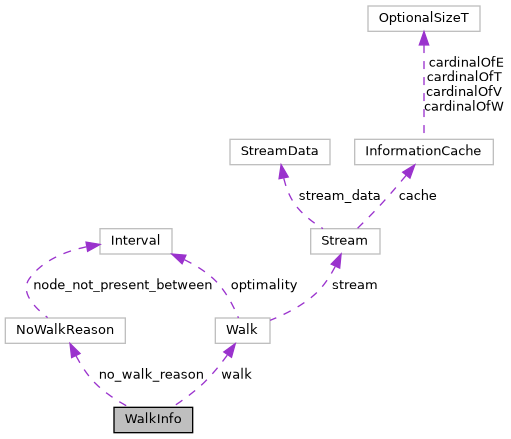 OptionalSizeT
cardinalOfE
cardinalOfT
cardinalOfV
cardinalOfW
StreamData
InformationCache
stream_data
cache
Interval
Stream
node_not_present_between
optimality
stream
NoWalkReason
Walk
no_walk_reason
walk
WalkInfo